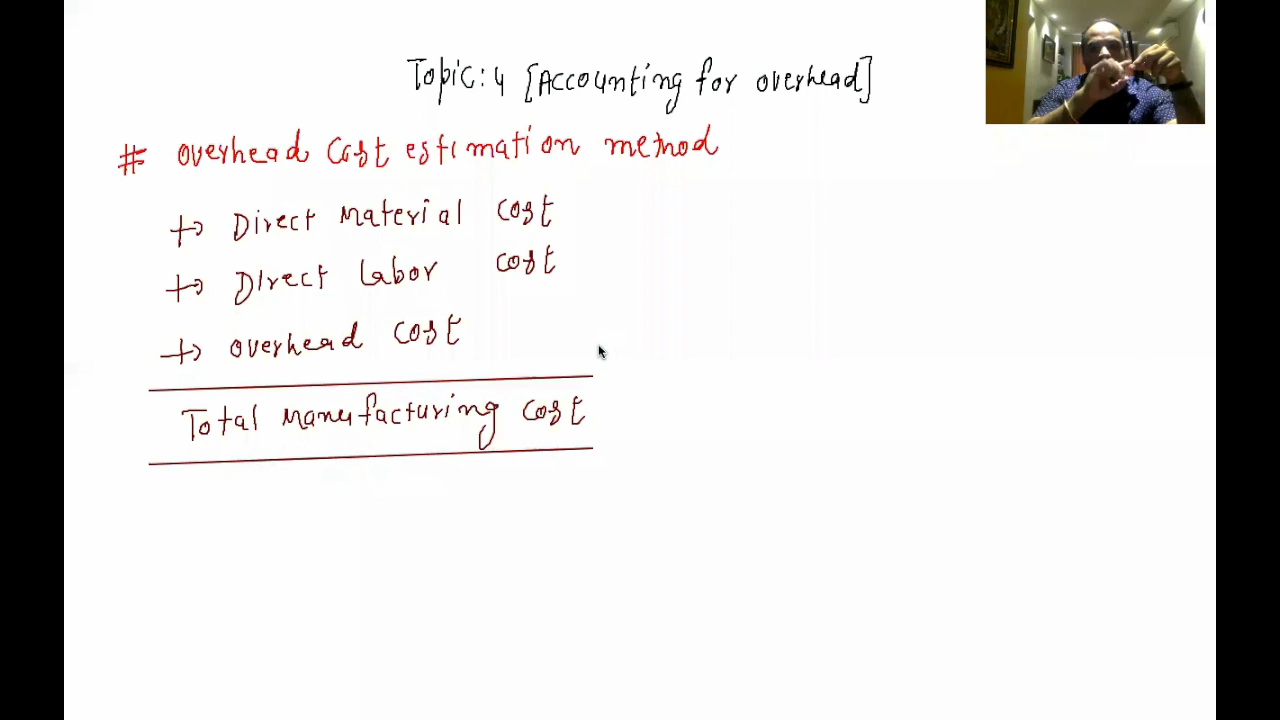 Topic: 4 [Accounting for overhead]
# overhead cost estimation method
→ Direct Material cost
→ Direct labor cost
→ overhead cost
Total Manufacturing cost